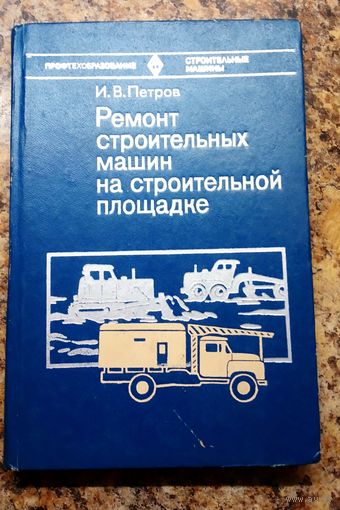 ПРОФТЕХОБРАЗОВАНИЕ
СТРОИТЕЛЬНЫЕ
МАШИНЫ
И. В. Петров
Ремонт
строительных
машин
на строительной
площадке